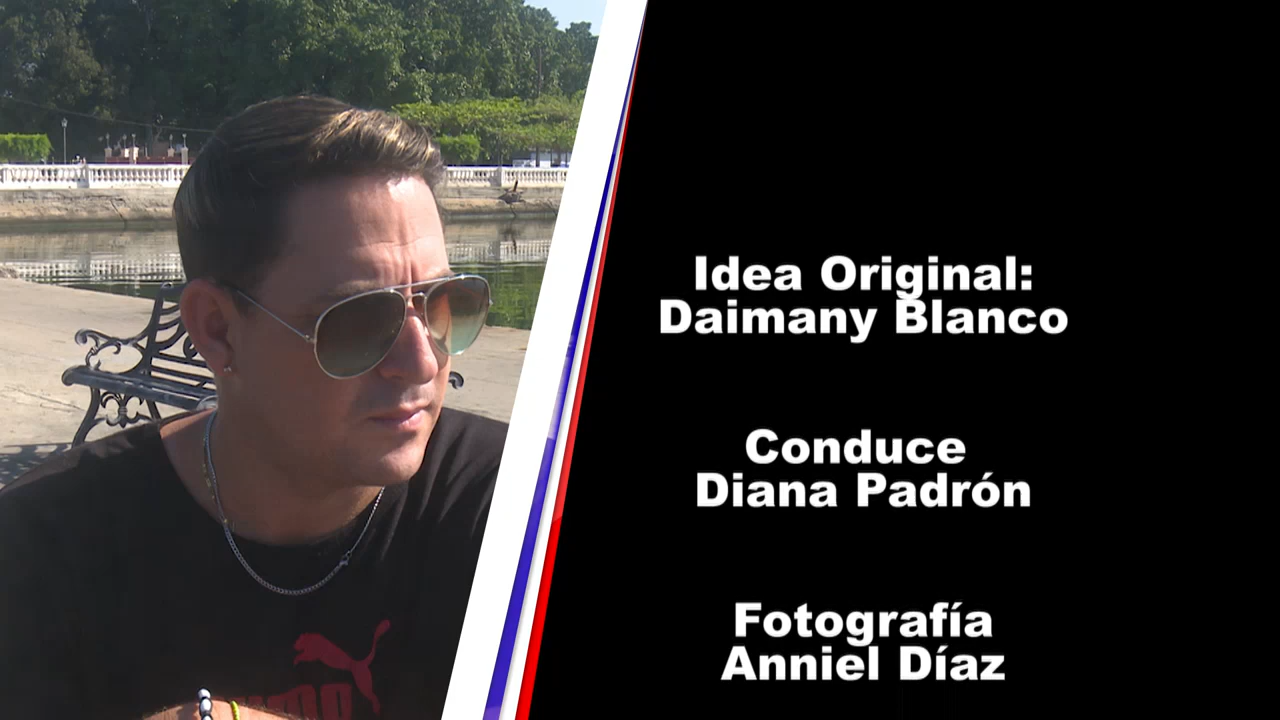 Idea Original:
Daimany Blanco
Conduce
Diana Padrón
Fotografía
Anniel Díaz